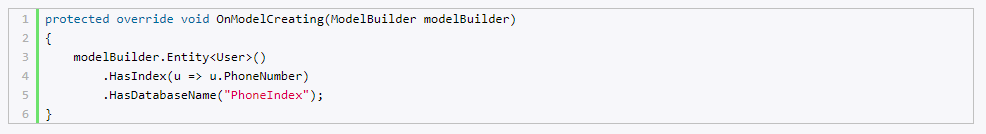 1 protected override void OnModelCreating(ModelBuilder modelBuilder)
2 {
3     modelBuilder.Entity<User>()
4         .HasIndex(u => u.PhoneNumber)
5         .HasDatabaseName("PhoneIndex");
6 }